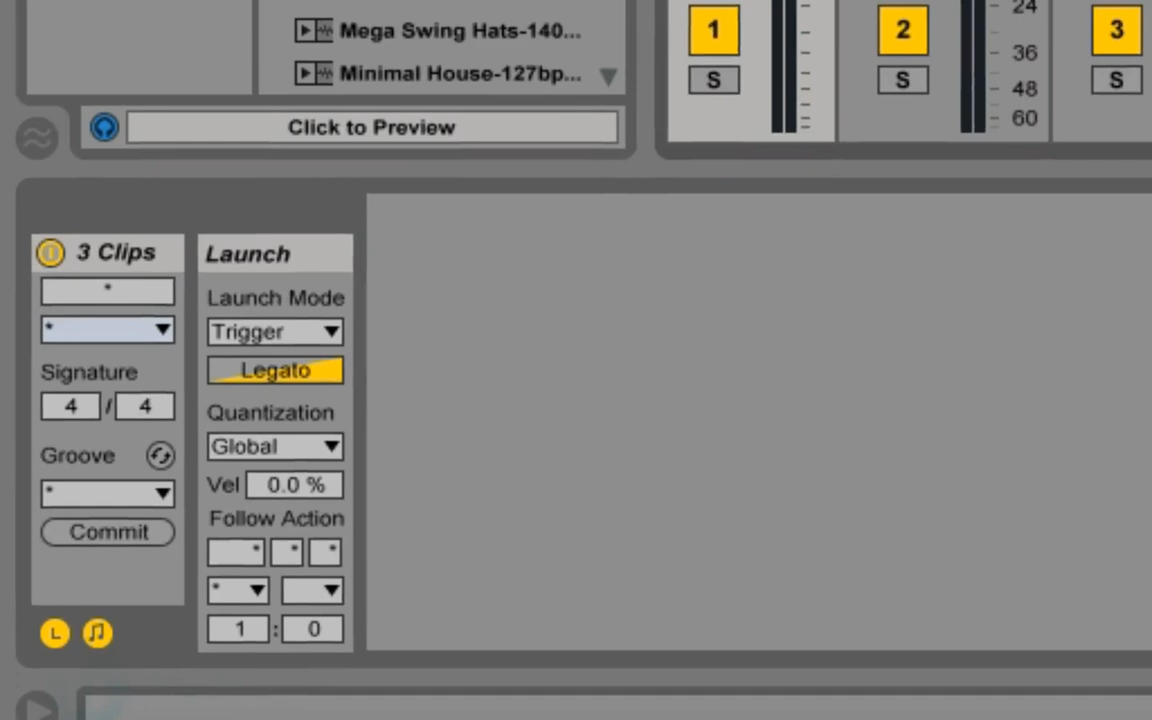 Mega Swing Hats-140...
Minimal House-127bp...
Click to Preview
1
2
3
S
S
S
24
36
48
60
3 Clips
*
*
Signature
4 / 4
Groove
*
Commit
L
Launch
Launch Mode
Trigger
Legato
Quantization
Global
Vel 0.0 %
Follow Action
* * *
*
1 : 0